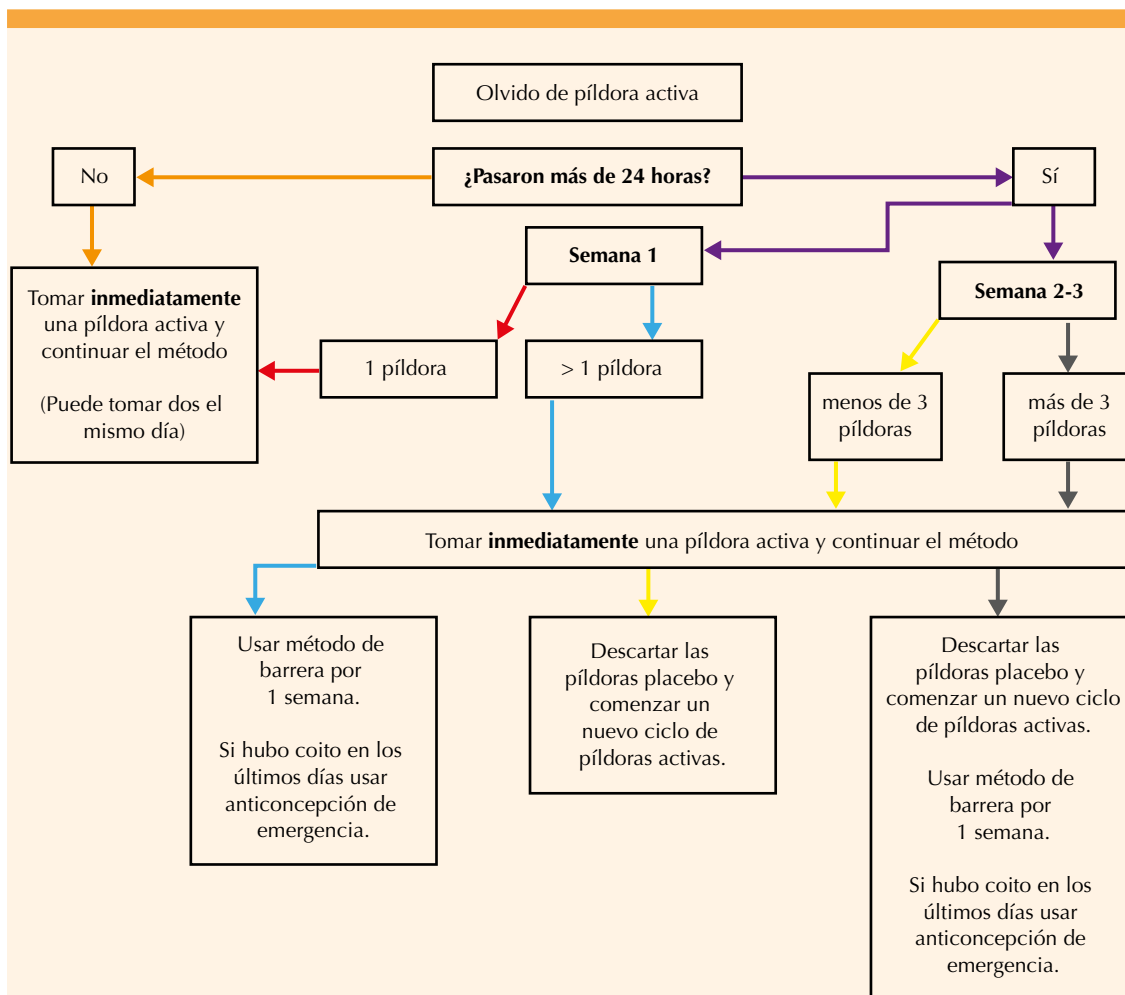 Olvido de píldora activa
No
¿Pasaron más de 24 horas?
Sí
Semana 1
Semana 2-3
Tomar inmediatamente
una píldora activa y
continuar el método
(Puede tomar dos el
mismo día)
1 píldora
> 1 píldora
menos de 3
píldoras
más de 3
píldoras
Tomar inmediatamente una píldora activa y continuar el método
Usar método de
barrera por
1 semana.
Si hubo coito en los
últimos días usar
anticoncepción de
emergencia.
Descartar las
píldoras placebo y
comenzar un
nuevo ciclo de
píldoras activas.
Descartar las
píldoras placebo y
comenzar un nuevo ciclo
de píldoras activas.
Usar método de
barrera por
1 semana.
Si hubo coito en los
últimos días usar
anticoncepción de
emergencia.